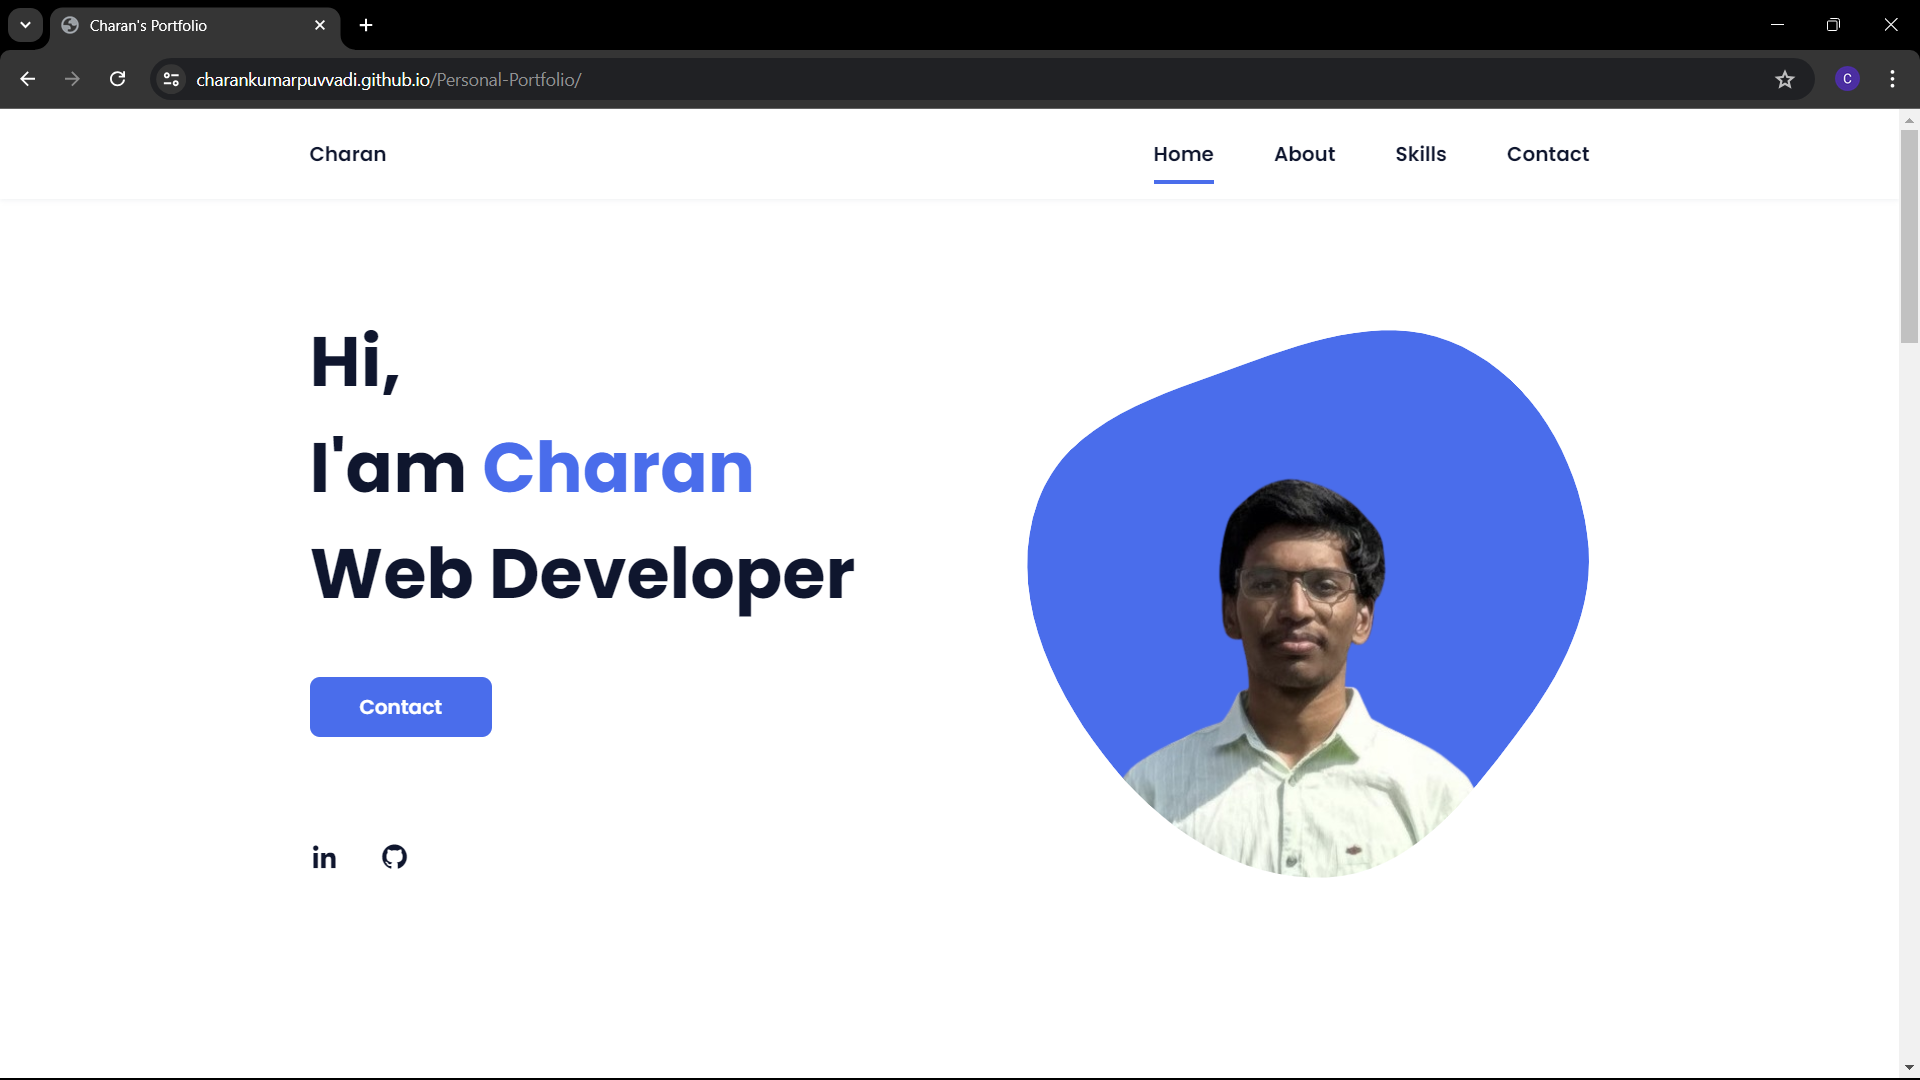 Charan's Portfolio
charankumarpuvvadi.github.io/Personal-Portfolio/
C
Charan
Home About Skills Contact
Hi,
I'am Charan
Web Developer
Contact
in